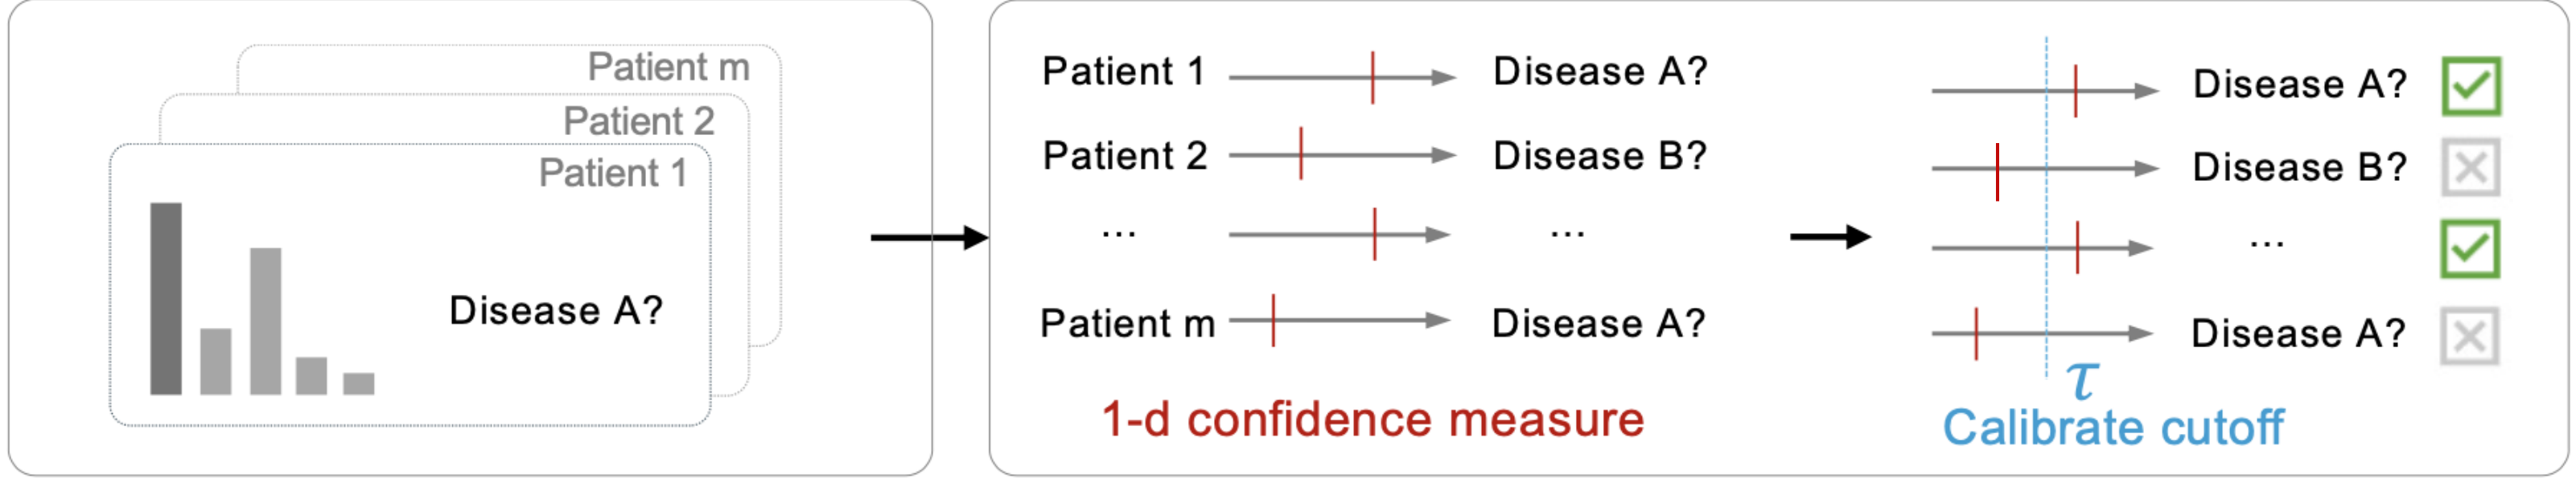 Patient m
Patient 2
Patient 1
Disease A?
Patient 1
Disease A?
Patient 2
Disease B?
...
...
Patient m
Disease A?
1-d confidence measure
Disease A?
Disease B?
...
Disease A?
τ
Calibrate cutoff